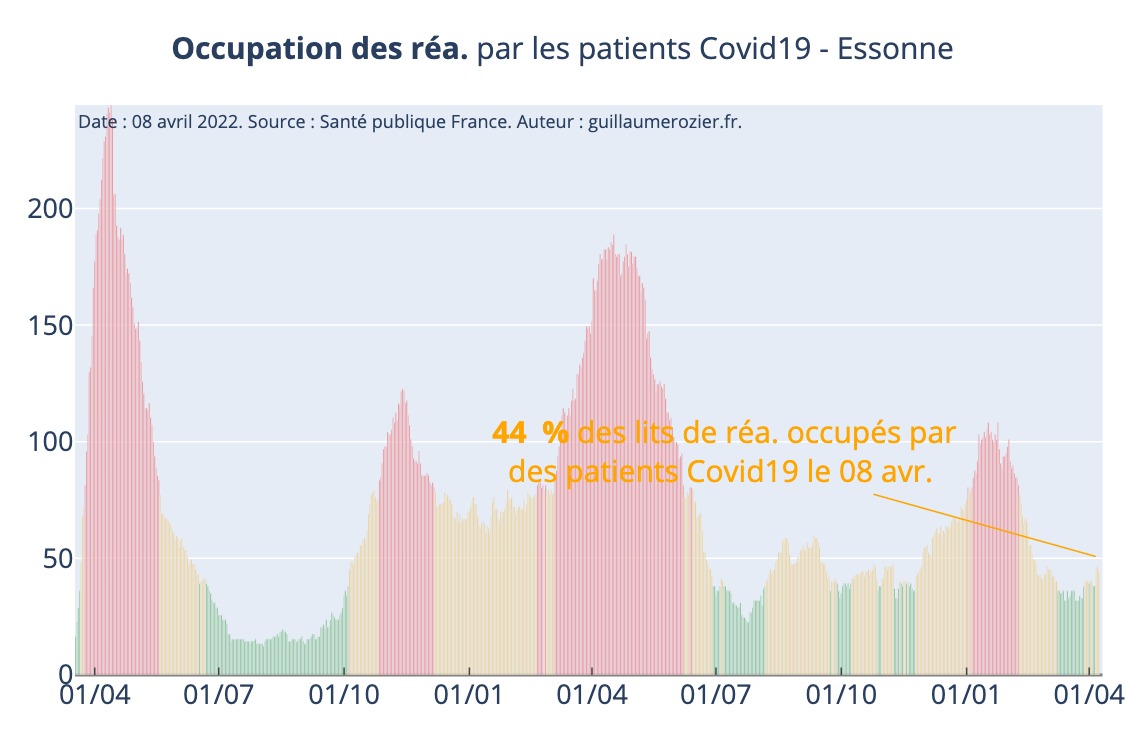 Occupation des réa. par les patients Covid19 - Essonne
Date : 08 avril 2022. Source : Santé publique France. Auteur : guillaumerozier.fr.
200
150
100
50
0
44 % des lits de réa. occupés par
des patients Covid19 le 08 avr.
01/04 01/07 01/10 01/01 01/04 01/07 01/10 01/01 01/04